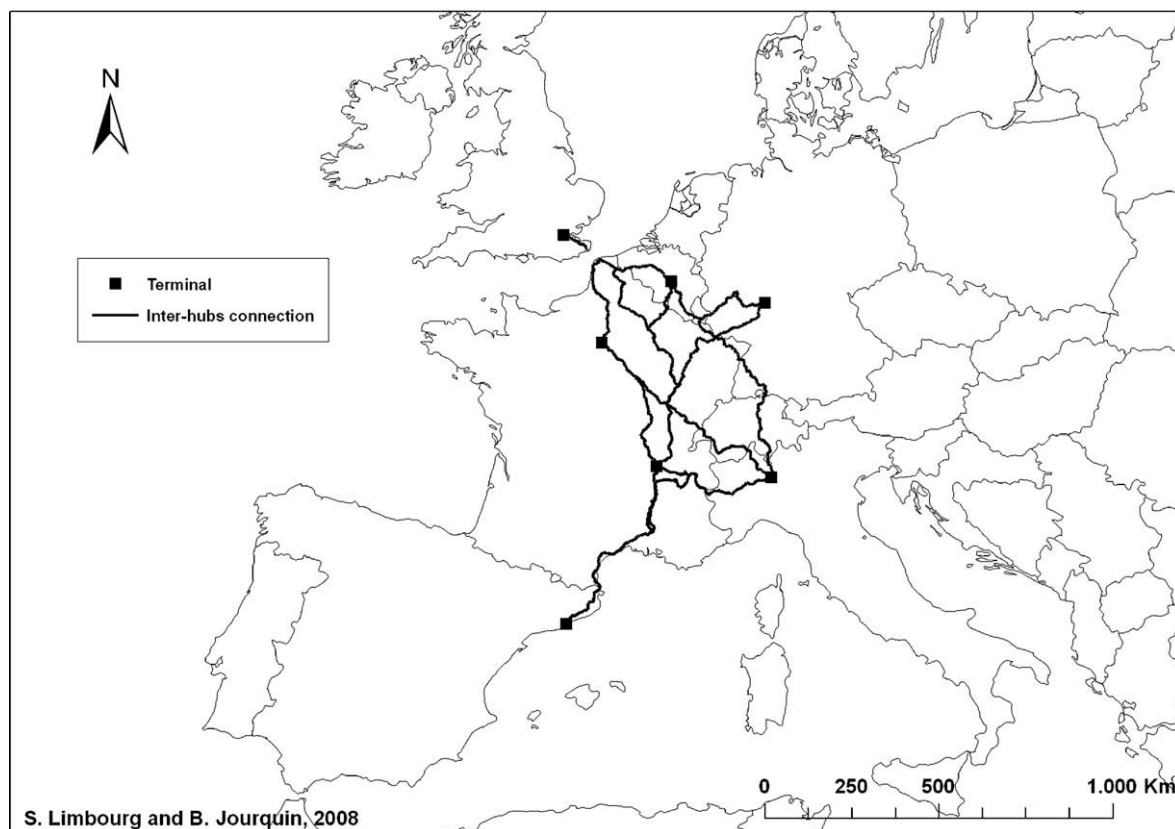 N
Terminal
Inter-hubs connection
0 250 500 1.000 Km
S. Limbourg and B. Jourquin, 2008